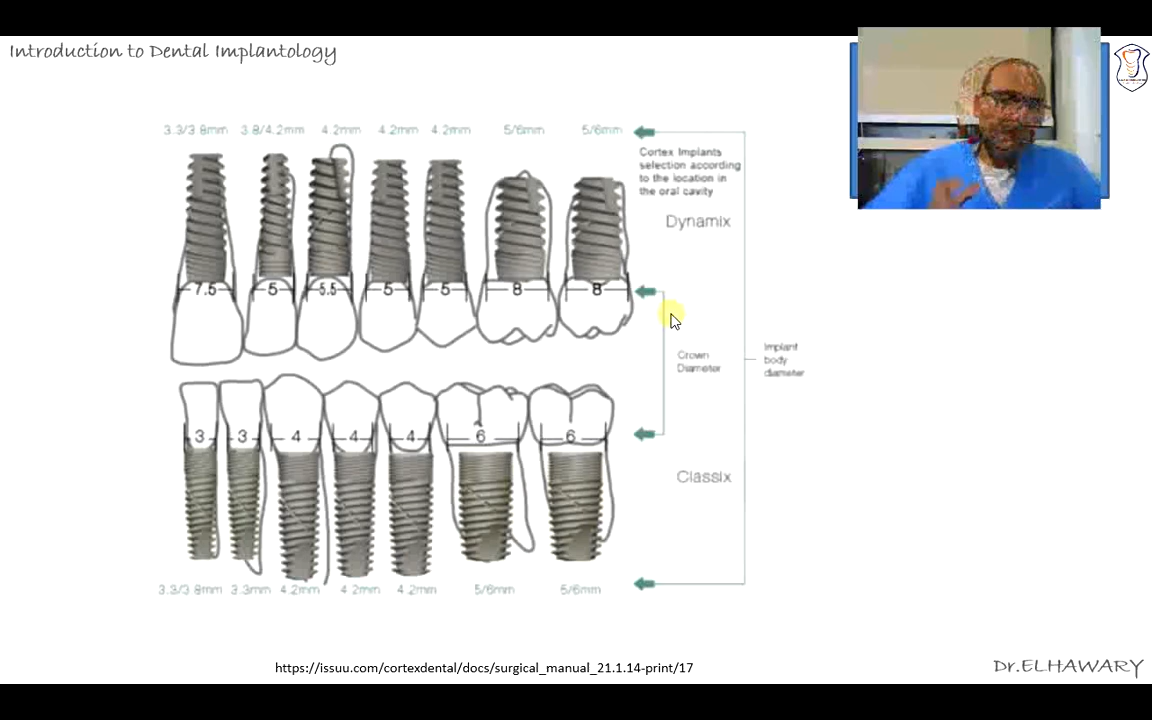 Introduction to Dental Implantology
3.3/3.8mm 3.8/4.2mm 4.2mm 4.2mm 4.2mm 5/6mm 5/6mm
Cortex Implants
selection according
to the location in
the oral cavity
Dynamix
7.5 5 5.5 5 5 8 8
Crown
Diameter
Implant
body
diameter
3 3 4 4 4 6 6
Classix
3.3/3.8mm 3.3mm 4.2mm 4.2mm 4.2mm 5/6mm 5/6mm
https://issuu.com/cortexdental/docs/surgical_manual_21.1.14-print/17
Dr.ELHAWARY